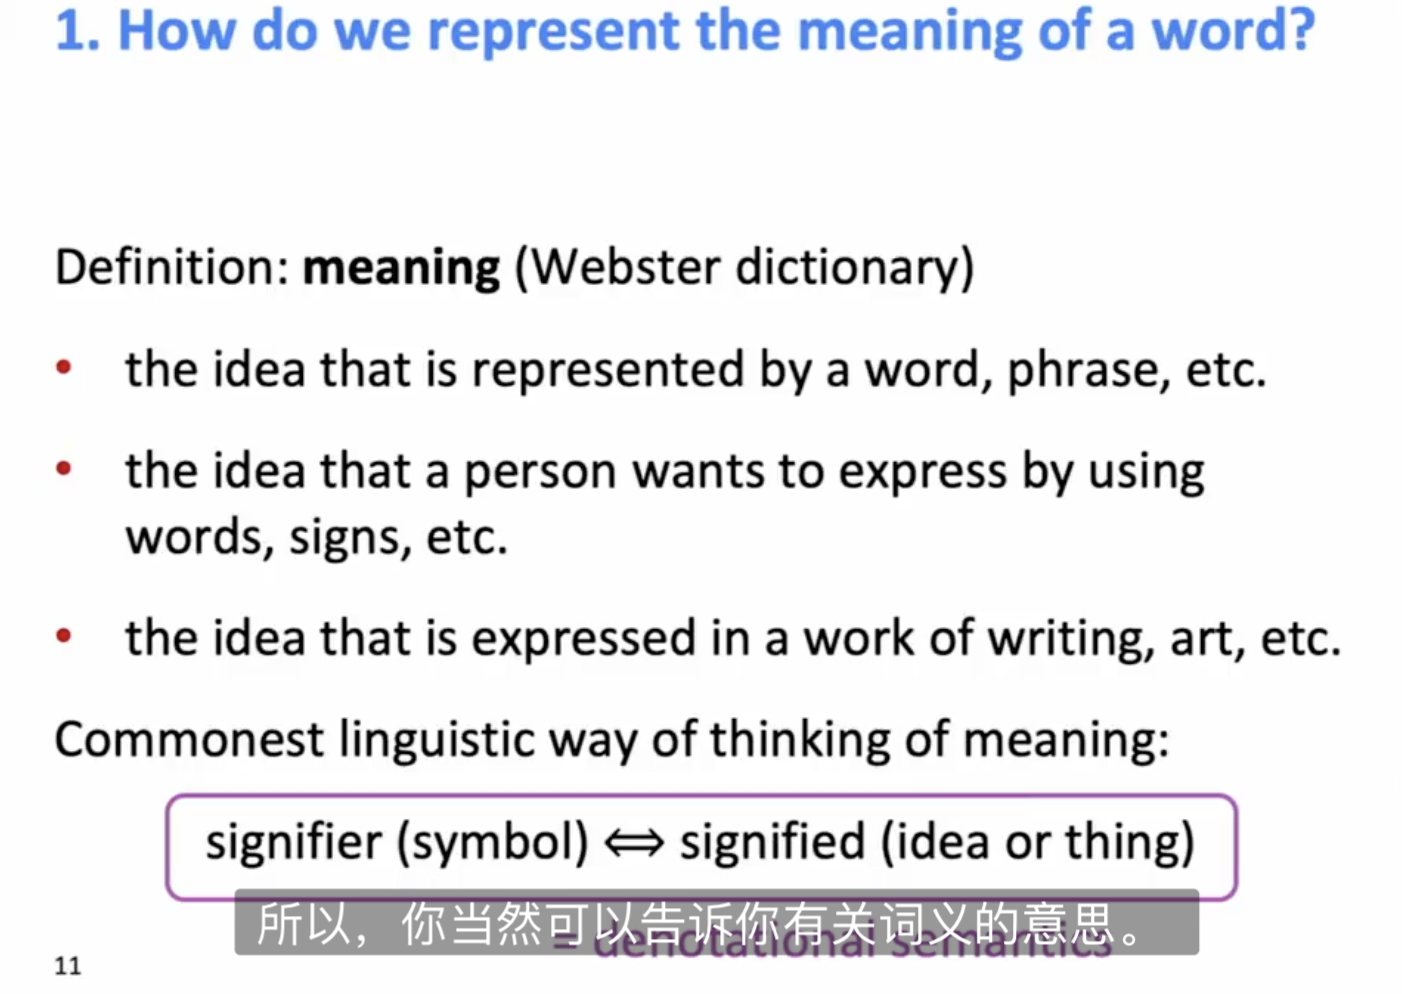 1. How do we represent the meaning of a word?
Definition: meaning (Webster dictionary)
• the idea that is represented by a word, phrase, etc.
• the idea that a person wants to express by using
words, signs, etc.
• the idea that is expressed in a work of writing, art, etc.
Commonest linguistic way of thinking of meaning:
signifier (symbol) ⟺ signified (idea or thing)
= denotational semantics
所以，你当然可以告诉你有关词义的意思。
11